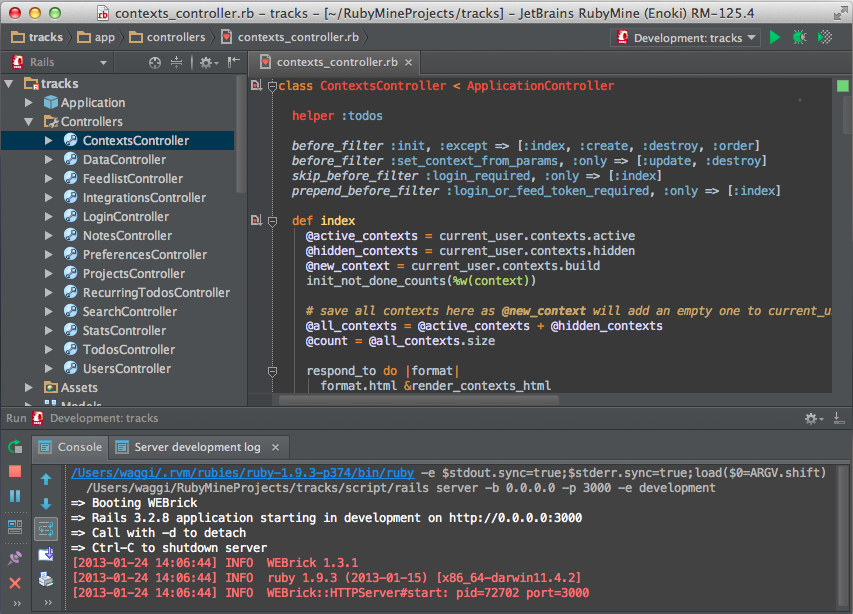 contexts_controller.rb – tracks – [~/RubyMineProjects/tracks] – JetBrains RubyMine (Enoki) RM-125.4
tracks
app
controllers
contexts_controller.rb
Development: tracks
Rails
contexts_controller.rb
tracks
Application
Controllers
ContextsController
DataController
FeedlistController
IntegrationsController
LoginController
NotesController
PreferencesController
ProjectsController
RecurringTodosController
SearchController
StatsController
TodosController
UsersController
Assets
Models
class ContextsController < ApplicationController
helper :todos
before_filter :init, :except => [:index, :create, :destroy, :order]
before_filter :set_context_from_params, :only => [:update, :destroy]
skip_before_filter :login_required, :only => [:index]
prepend_before_filter :login_or_feed_token_required, :only => [:index]
def index
@active_contexts = current_user.contexts.active
@hidden_contexts = current_user.contexts.hidden
@new_context = current_user.contexts.build
init_not_done_counts(%w(context))
# save all contexts here as @new_context will add an empty one to current_u
@all_contexts = @active_contexts + @hidden_contexts
@count = @all_contexts.size
respond_to do |format|
format.html &render_contexts_html
Run Development: tracks
Console
Server development log
/Users/waggi/.rvm/rubies/ruby-1.9.3-p374/bin/ruby -e $stdout.sync=true;$stderr.sync=true;load($0=ARGV.shift)
/Users/waggi/RubyMineProjects/tracks/script/rails server -b 0.0.0.0 -p 3000 -e development
=> Booting WEBrick
=> Rails 3.2.8 application starting in development on http://0.0.0.0:3000
=> Call with -d to detach
=> Ctrl-C to shutdown server
[2013-01-24 14:06:44] INFO WEBrick 1.3.1
[2013-01-24 14:06:44] INFO ruby 1.9.3 (2013-01-15) [x86_64-darwin11.4.2]
[2013-01-24 14:06:44] INFO WEBrick::HTTPServer#start: pid=72702 port=3000